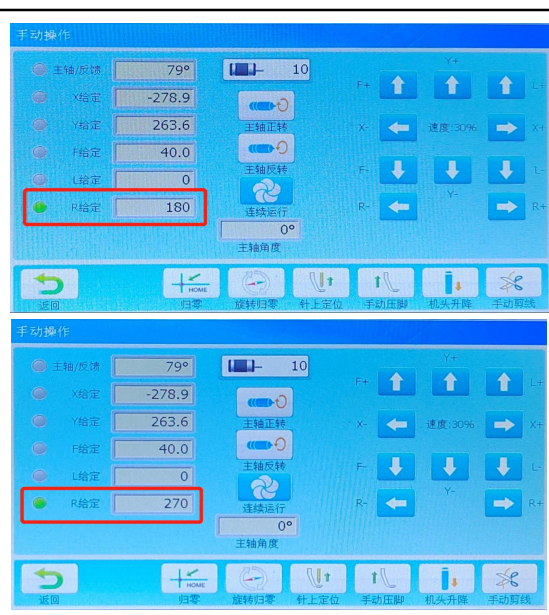 手动操作
主轴/反馈 79° 10
Y+
F+ L+
X给定 -278.9
Y给定 263.6 主轴正转 X- 速度:30% X+
F给定 40.0
主轴反转 F- L-
L给定 0
Y-
R给定 180 连续运行 R- R+
0°
主轴角度
HOME
返回 归零 旋转归零 针上定位 手动压脚 机头升降 手动剪线
手动操作
Y+
主轴/反馈 79° 10
F+ L+
X给定 -278.9
Y给定 263.6 主轴正转 X- 速度:30% X+
F给定 40.0
主轴反转 F- L-
L给定 0
Y-
R给定 270 连续运行 R- R+
0°
主轴角度
HOME
返回 归零 旋转归零 针上定位 手动压脚 机头升降 手动剪线